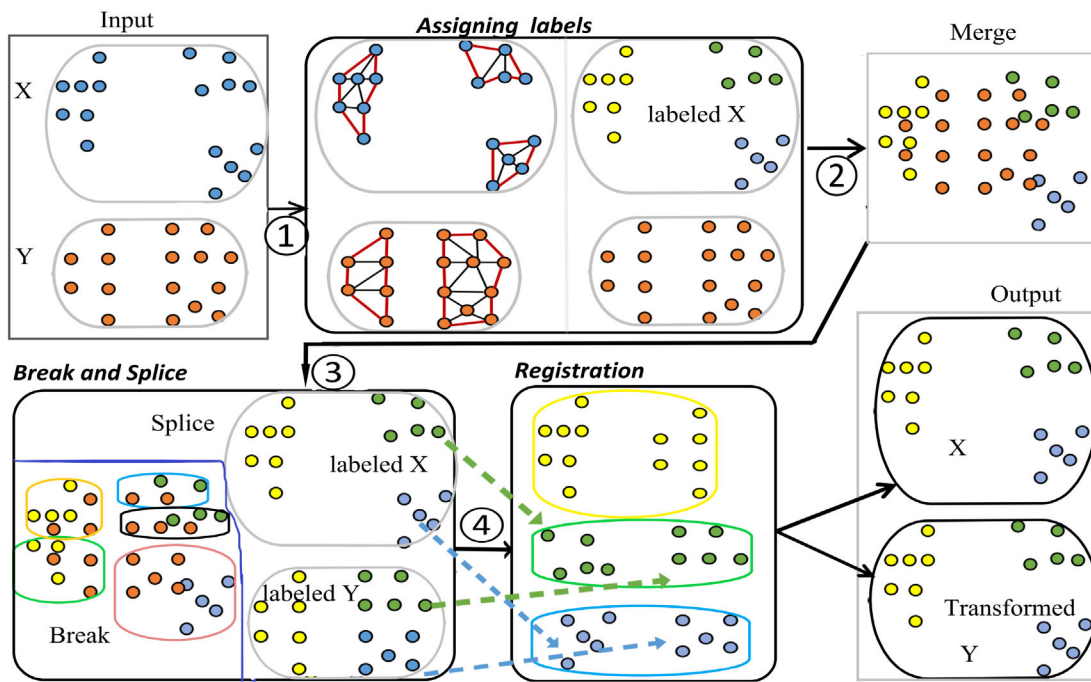 Input
Assigning labels
Merge
X
labeled X
2
1
Y
Output
3
Break and Splice
Registration
Splice
labeled X
X
4
labeled Y
Break
Transformed
Y